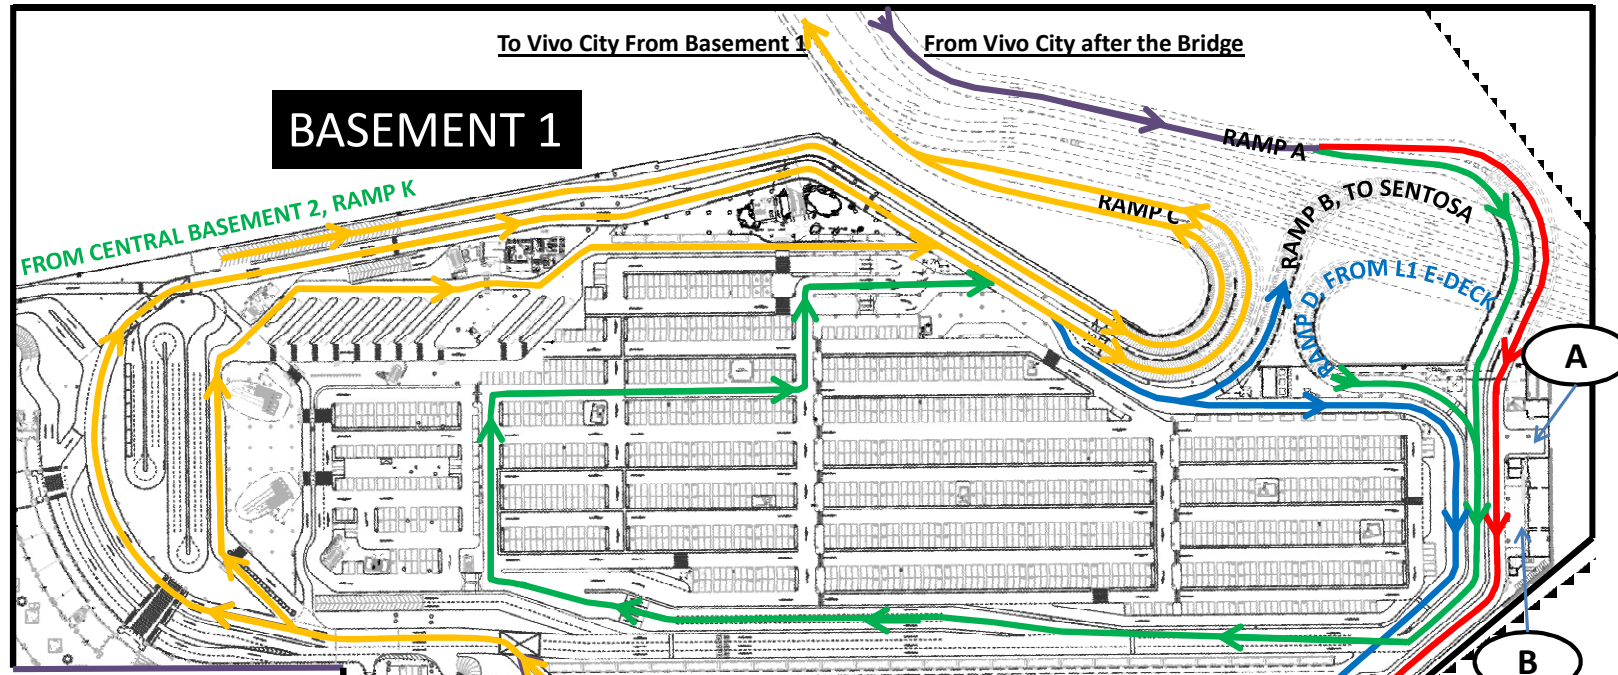 To Vivo City From Basement 1
From Vivo City after the Bridge
BASEMENT 1
RAMP A
FROM CENTRAL BASEMENT 2, RAMP K
RAMP C
RAMP B, TO SENTOSA
RAMP D, FROM L1 E-DECK
A
B